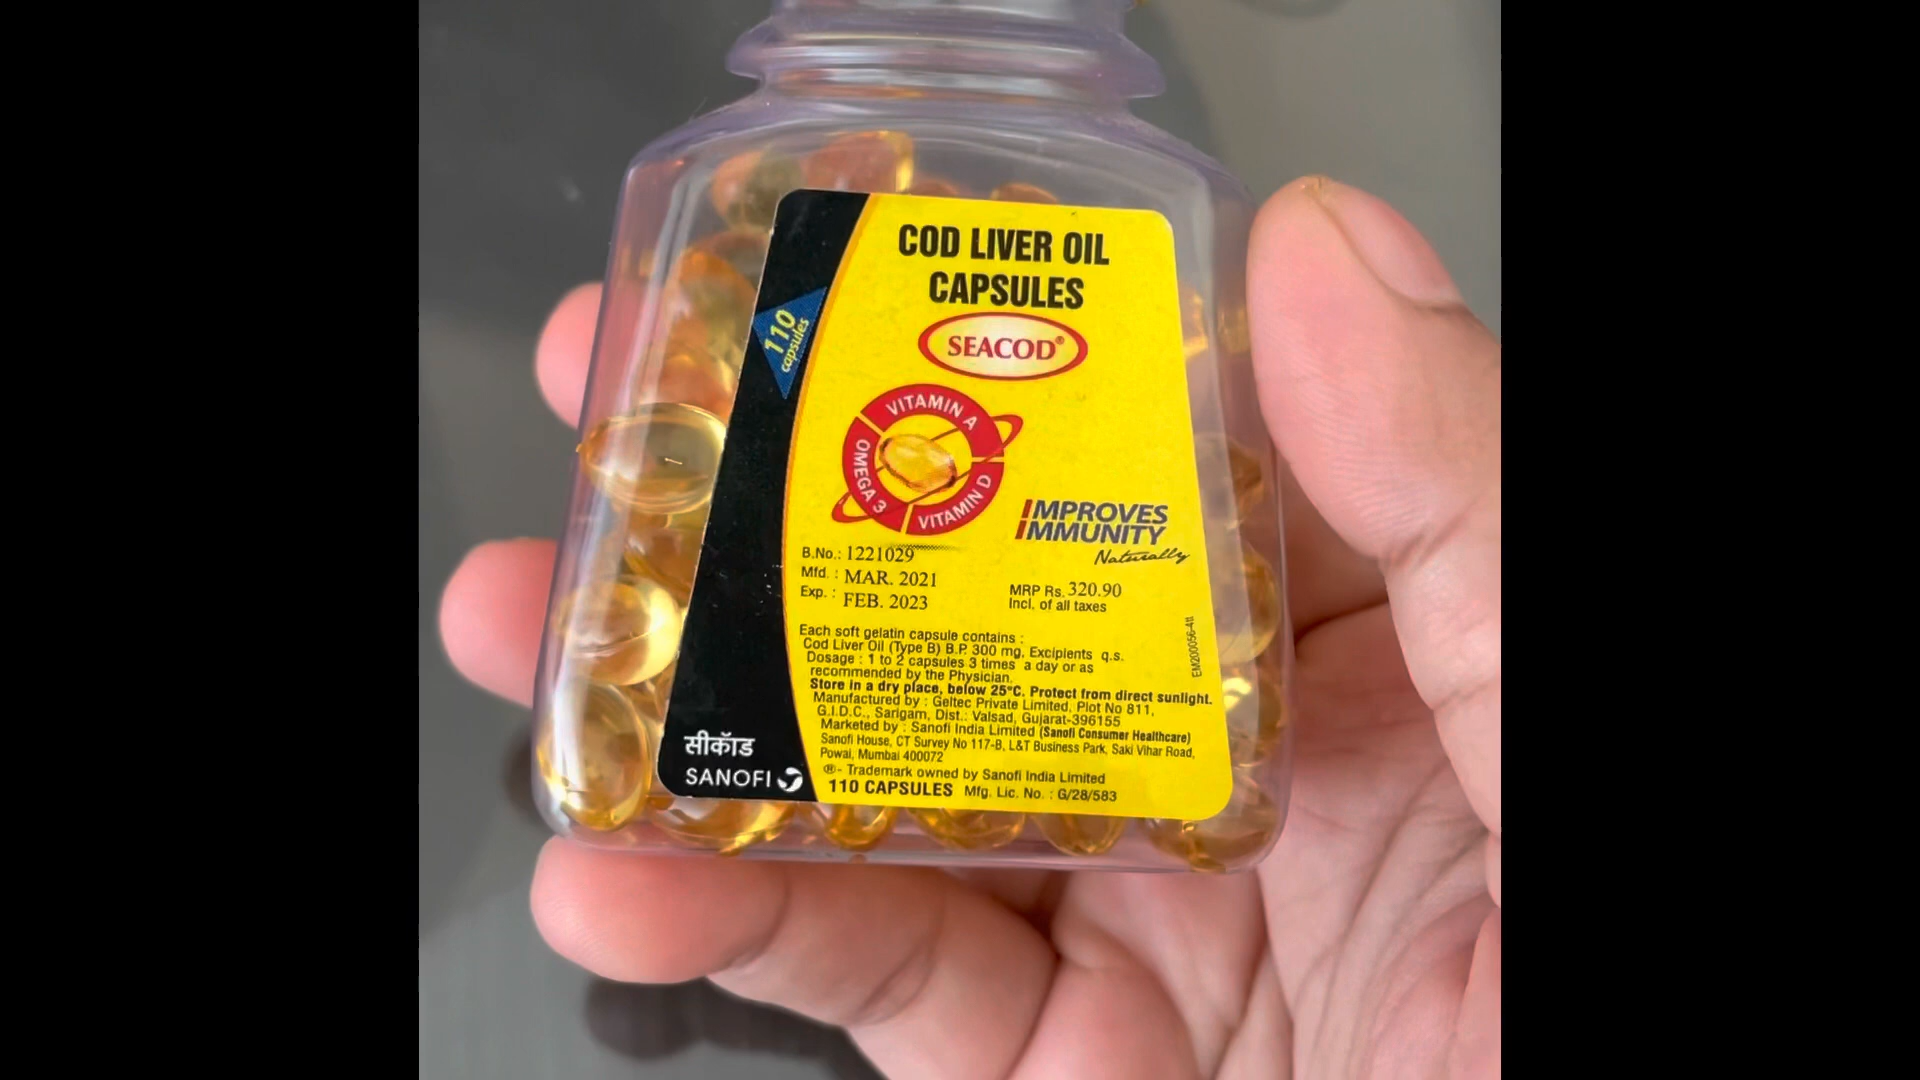 COD LIVER OIL
CAPSULES
110
capsules
SEACOD®
VITAMIN A
OMEGA 3
VITAMIN D
IMPROVES
IMMUNITY
Naturally
B.No.: 1221029
Mfd. : MAR. 2021
Exp. : FEB. 2023
MRP Rs. 320.90
Incl. of all taxes
Each soft gelatin capsule contains :
Cod Liver Oil (Type B) B.P. 300 mg, Excipients q.s.
Dosage : 1 to 2 capsules 3 times a day or as
recommended by the Physician.
Store in a dry place, below 25°C. Protect from direct sunlight.
Manufactured by : Geltec Private Limited, Plot No 811,
G.I.D.C., Sarigam, Dist.: Valsad, Gujarat-396155
Marketed by : Sanofi India Limited (Sanofi Consumer Healthcare)
Sanofi House, CT Survey No 117-B, L&T Business Park, Saki Vihar Road,
Powai, Mumbai 400072
®- Trademark owned by Sanofi India Limited
110 CAPSULES Mfg. Lic. No. : G/28/583
सीकॉड
SANOFI